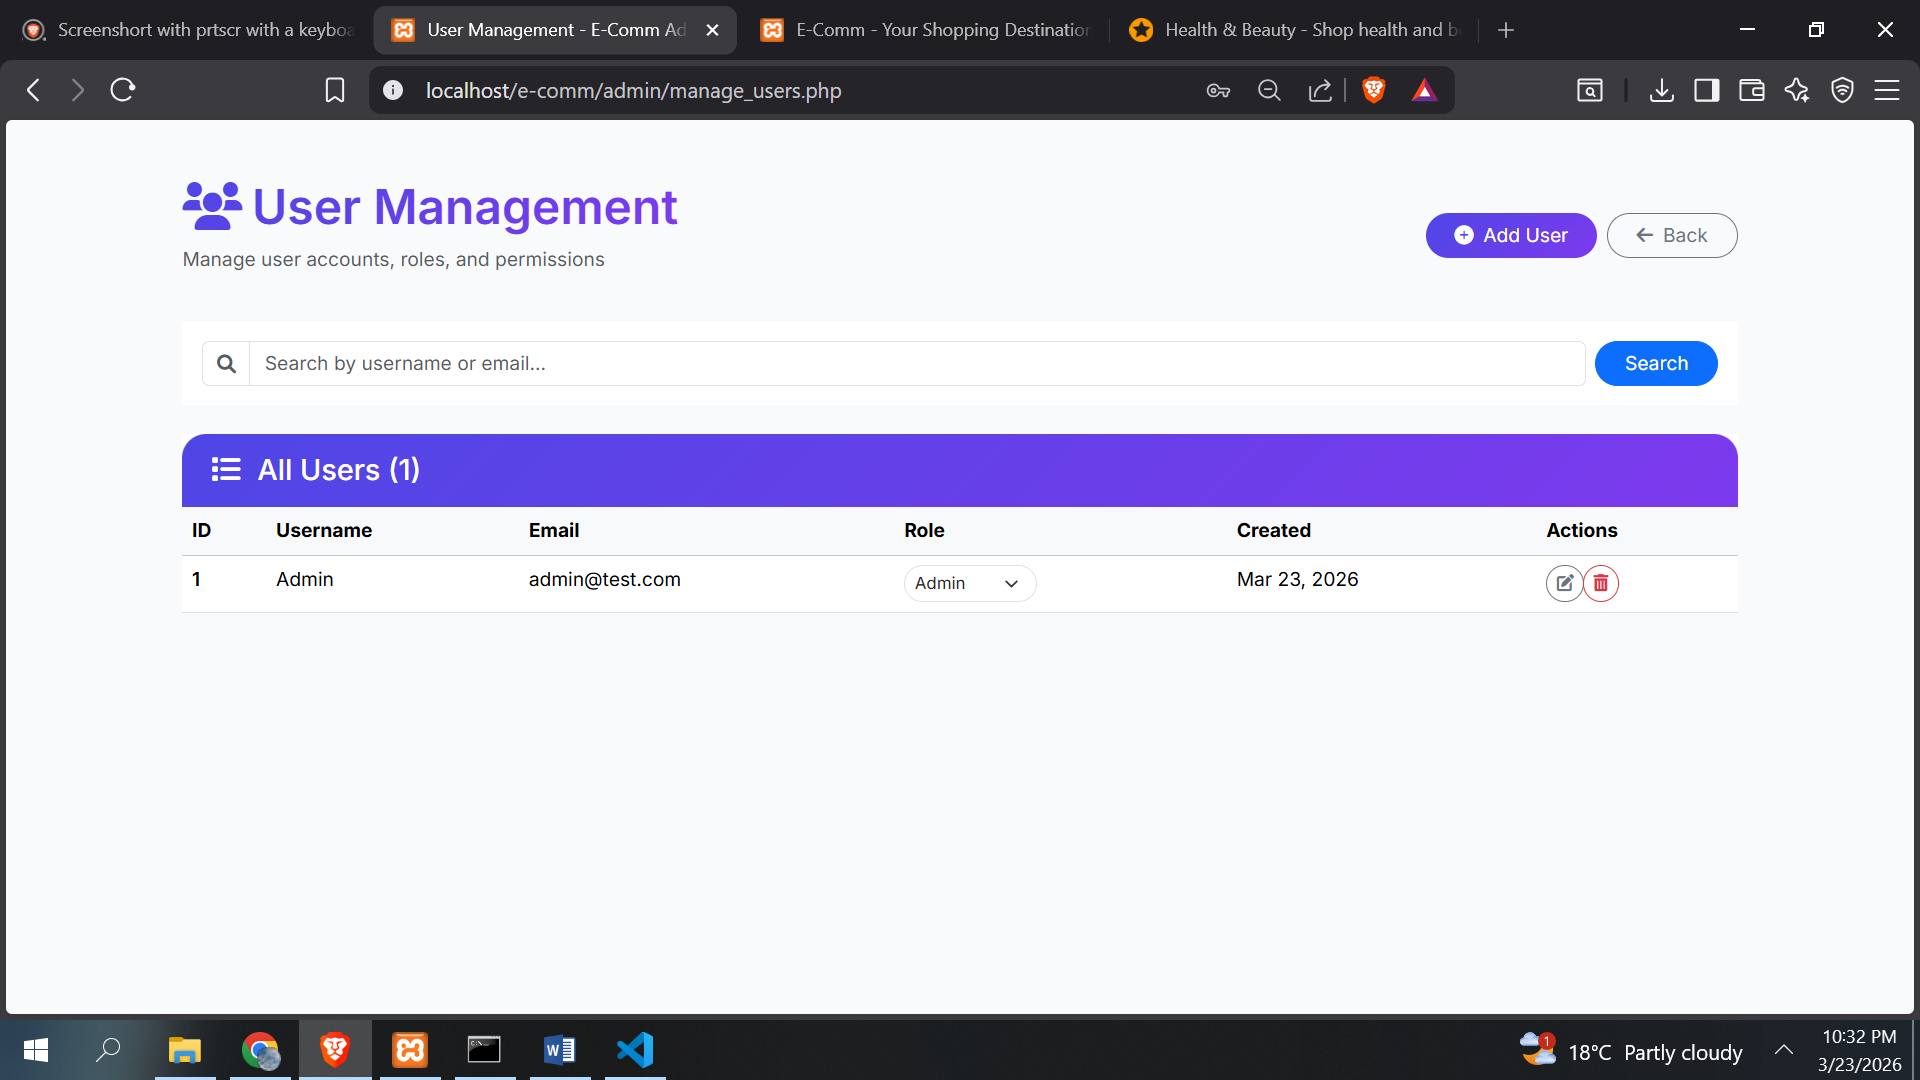 Screenshort with prtscr with a keyboa
User Management - E-Comm Ad
E-Comm - Your Shopping Destination
Health & Beauty - Shop health and b
localhost/e-comm/admin/manage_users.php
User Management
Manage user accounts, roles, and permissions
Add User
Back
Search by username or email...
Search
All Users (1)
ID Username Email Role Created Actions
1 Admin admin@test.com Admin Mar 23, 2026
1
18°C Partly cloudy
10:32 PM
3/23/2026